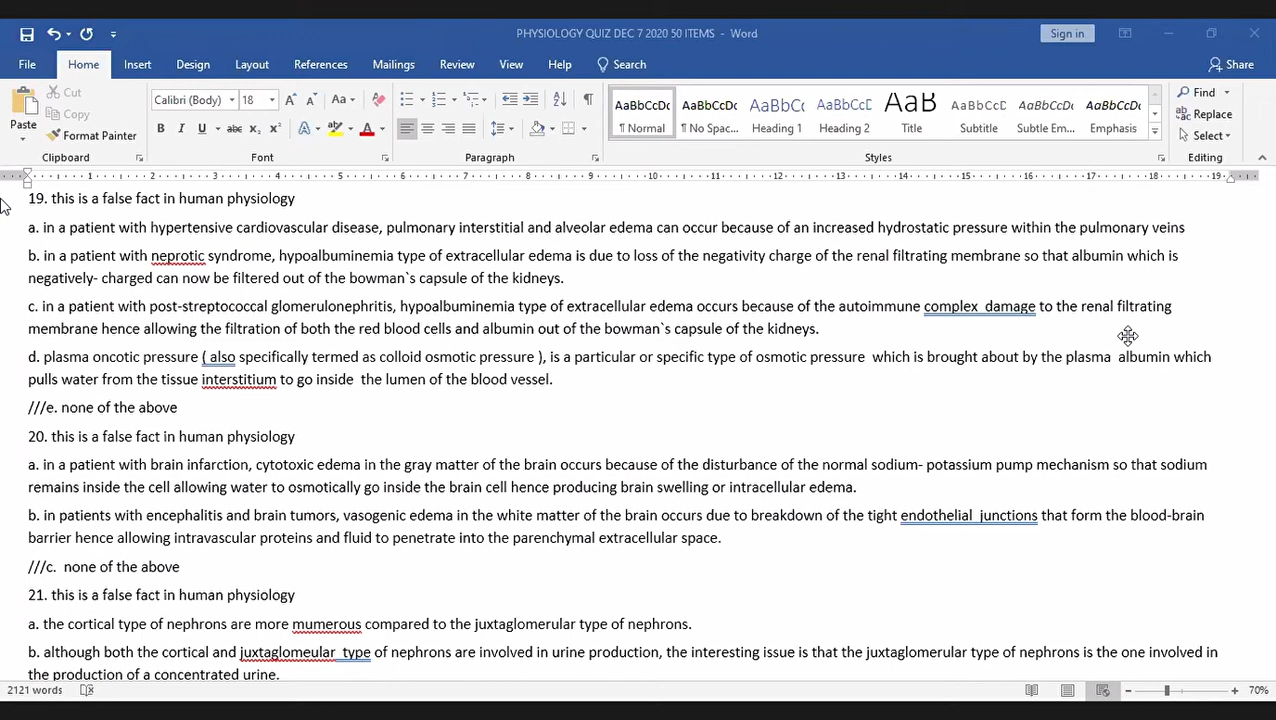 PHYSIOLOGY QUIZ DEC 7 2020 50 ITEMS - Word
Sign in
File Home Insert Design Layout References Mailings Review View Help Search Share
Cut
Copy
Paste
Format Painter
Calibri (Body) 18
AaBbCcDc AaBbCcDc AaBbCc AaBbCcD AaB AaBbCcD AaBbCcDc
¶ Normal ¶ No Spac... Heading 1 Heading 2 Title Subtitle Subtle Em... Emphasis
Find
Replace
Select
Clipboard Font Paragraph Styles Editing
1 2 3 4 5 6 7 8 9 10 11 12 13 14 15 16 17 18 19
19. this is a false fact in human physiology
a. in a patient with hypertensive cardiovascular disease, pulmonary interstitial and alveolar edema can occur because of an increased hydrostatic pressure within the pulmonary veins
b. in a patient with neprotic syndrome, hypoalbuminemia type of extracellular edema is due to loss of the negativity charge of the renal filtrating membrane so that albumin which is
negatively- charged can now be filtered out of the bowman`s capsule of the kidneys.
c. in a patient with post-streptococcal glomerulonephritis, hypoalbuminemia type of extracellular edema occurs because of the autoimmune complex damage to the renal filtrating
membrane hence allowing the filtration of both the red blood cells and albumin out of the bowman`s capsule of the kidneys.
d. plasma oncotic pressure ( also specifically termed as colloid osmotic pressure ), is a particular or specific type of osmotic pressure which is brought about by the plasma albumin which
pulls water from the tissue interstitium to go inside the lumen of the blood vessel.
///e. none of the above
20. this is a false fact in human physiology
a. in a patient with brain infarction, cytotoxic edema in the gray matter of the brain occurs because of the disturbance of the normal sodium- potassium pump mechanism so that sodium
remains inside the cell allowing water to osmotically go inside the brain cell hence producing brain swelling or intracellular edema.
b. in patients with encephalitis and brain tumors, vasogenic edema in the white matter of the brain occurs due to breakdown of the tight endothelial junctions that form the blood-brain
barrier hence allowing intravascular proteins and fluid to penetrate into the parenchymal extracellular space.
///c. none of the above
21. this is a false fact in human physiology
a. the cortical type of nephrons are more mumerous compared to the juxtaglomerular type of nephrons.
b. although both the cortical and juxtaglomeular type of nephrons are involved in urine production, the interesting issue is that the juxtaglomerular type of nephrons is the one involved in
the production of a concentrated urine.
2121 words
70%